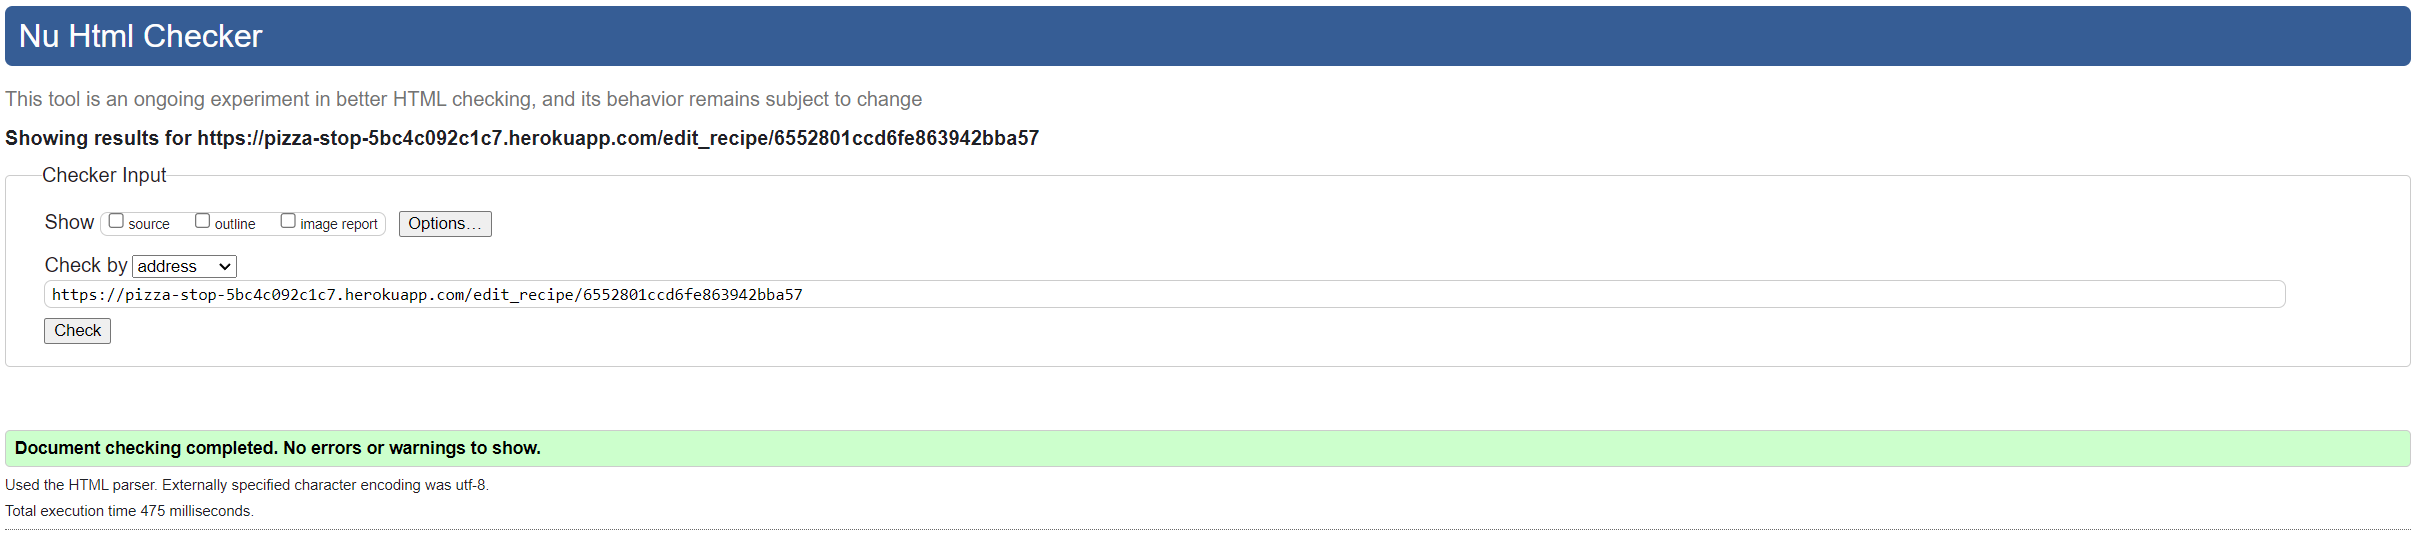 Nu Html Checker
This tool is an ongoing experiment in better HTML checking, and its behavior remains subject to change
Showing results for https://pizza-stop-5bc4c092c1c7.herokuapp.com/edit_recipe/6552801ccd6fe863942bba57
Checker Input
Show source outline image report Options...
Check by address
https://pizza-stop-5bc4c092c1c7.herokuapp.com/edit_recipe/6552801ccd6fe863942bba57
Check
Document checking completed. No errors or warnings to show.
Used the HTML parser. Externally specified character encoding was utf-8.
Total execution time 475 milliseconds.